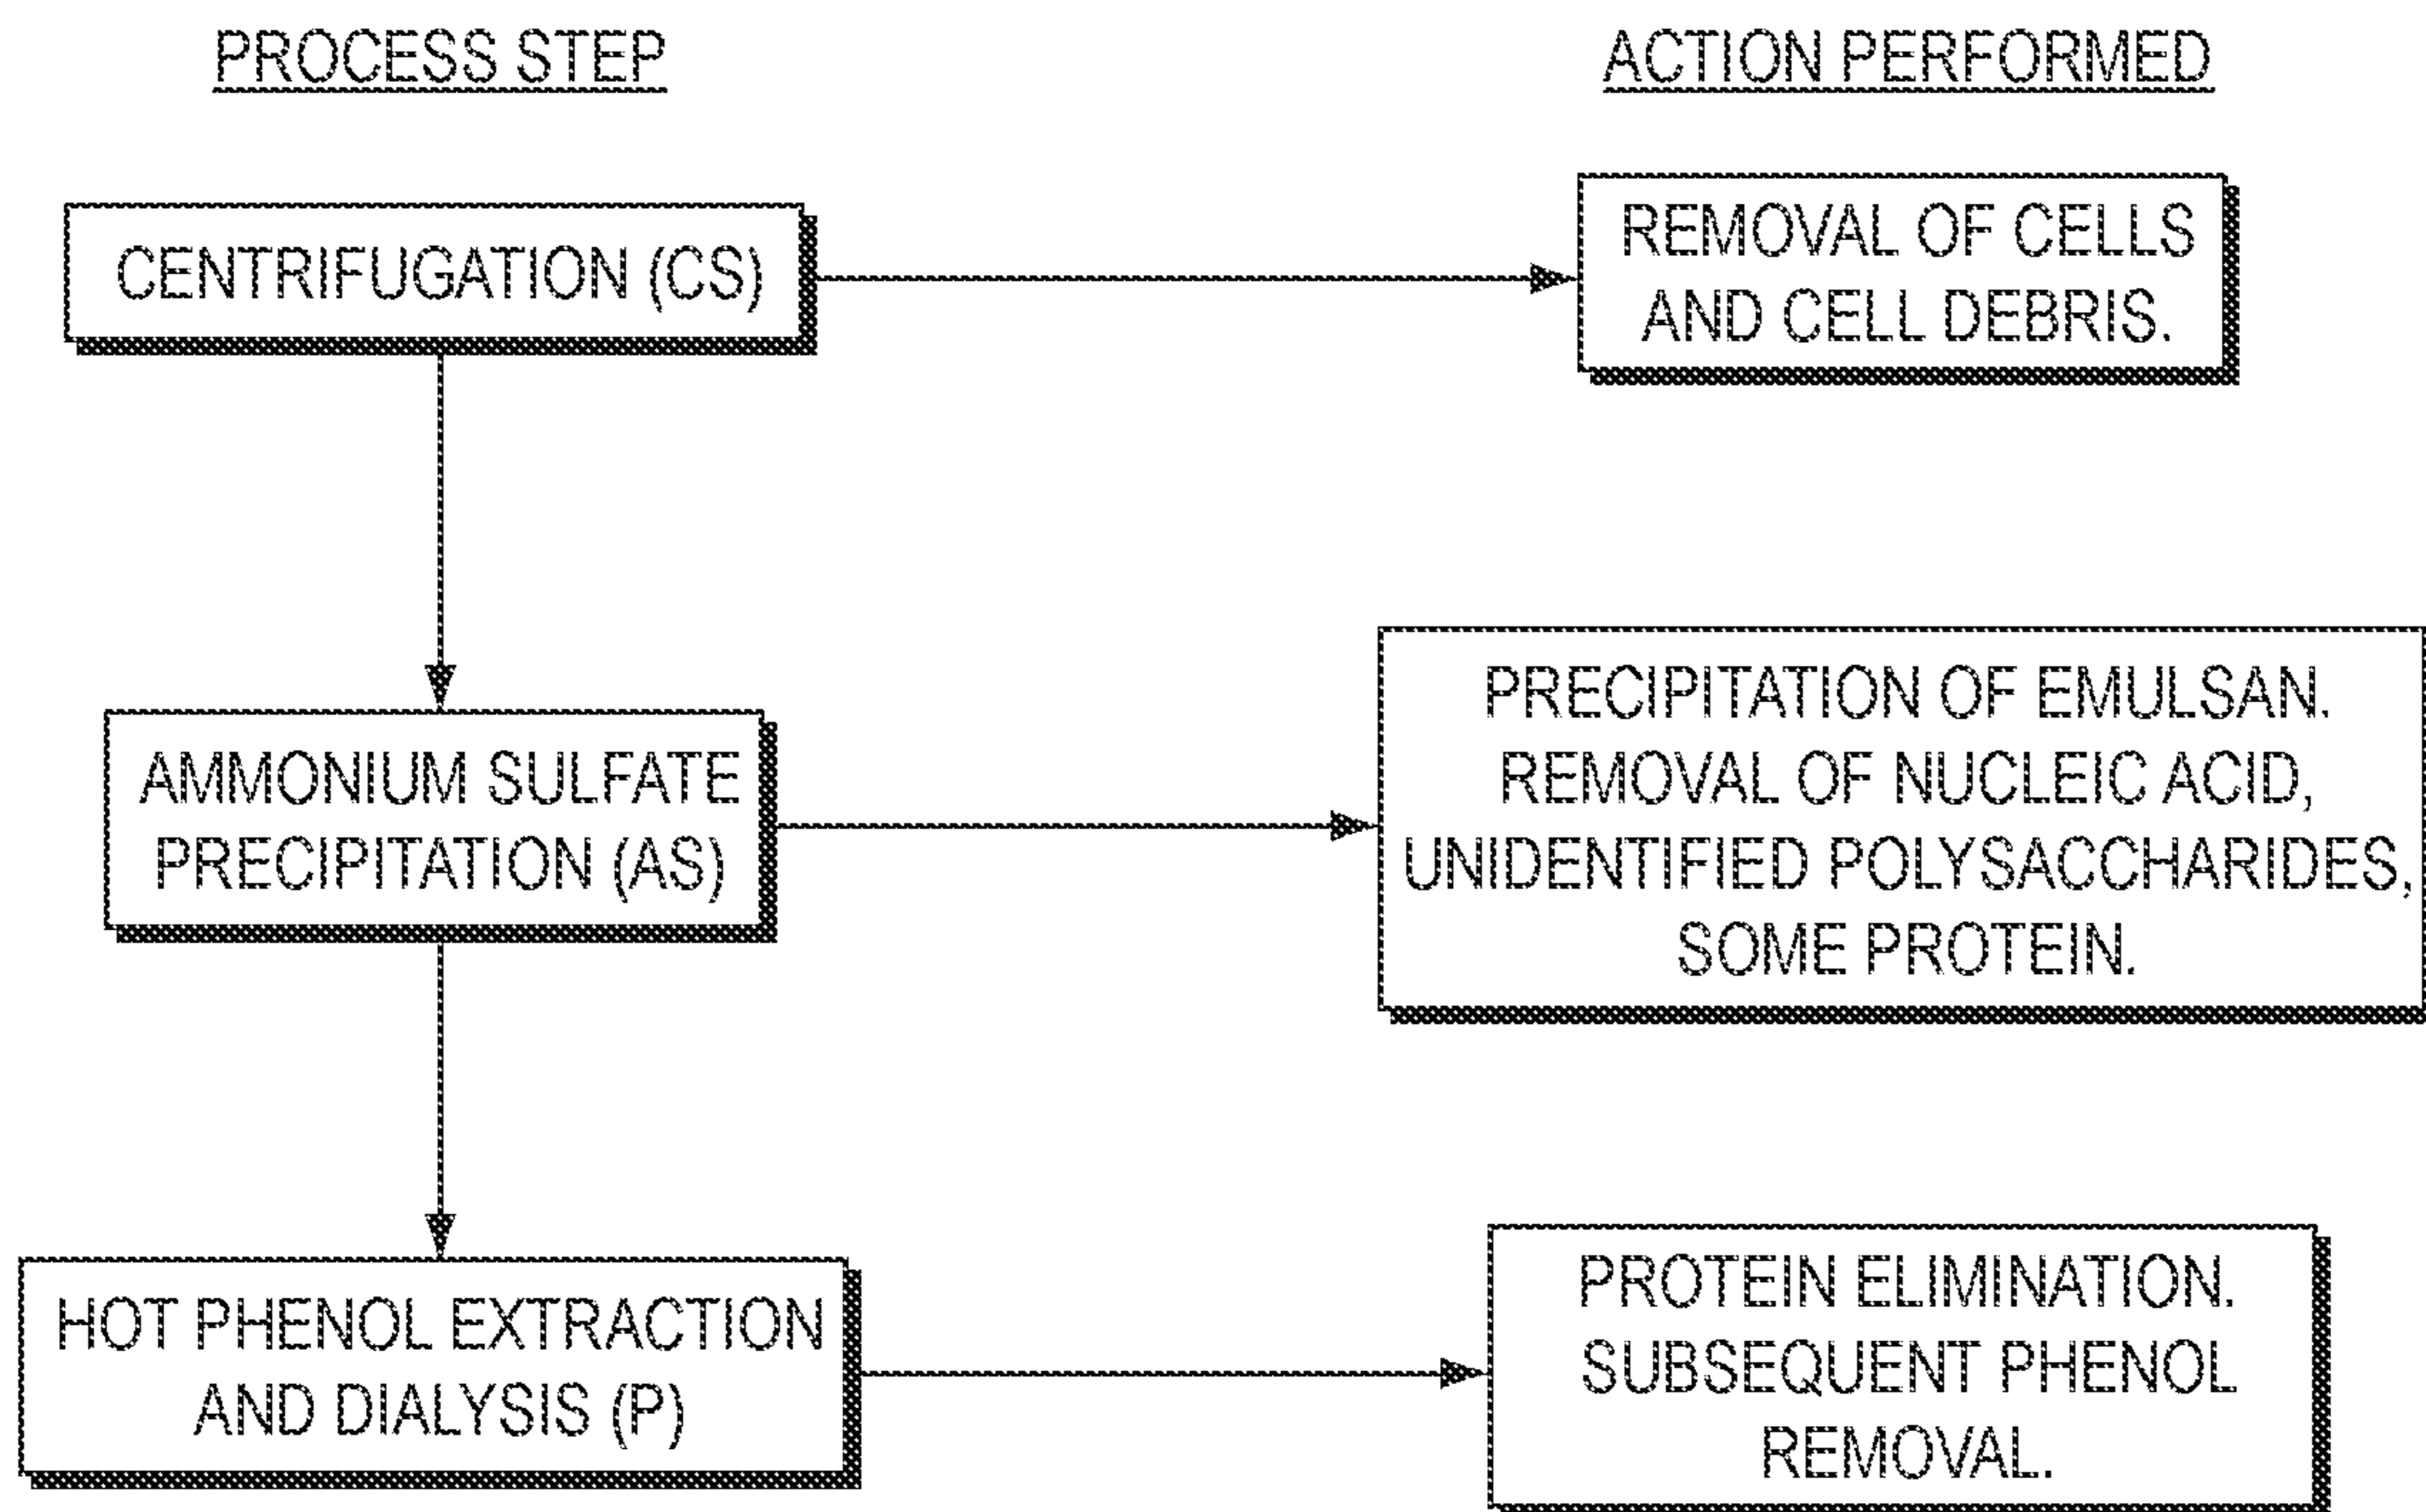 PROCESS STEP
ACTION PERFORMED
CENTRIFUGATION (CS)
REMOVAL OF CELLS
AND CELL DEBRIS.
AMMONIUM SULFATE
PRECIPITATION (AS)
PRECIPITATION OF EMULSAN.
REMOVAL OF NUCLEIC ACID,
UNIDENTIFIED POLYSACCHARIDES,
SOME PROTEIN.
HOT PHENOL EXTRACTION
AND DIALYSIS (P)
PROTEIN ELIMINATION.
SUBSEQUENT PHENOL
REMOVAL.